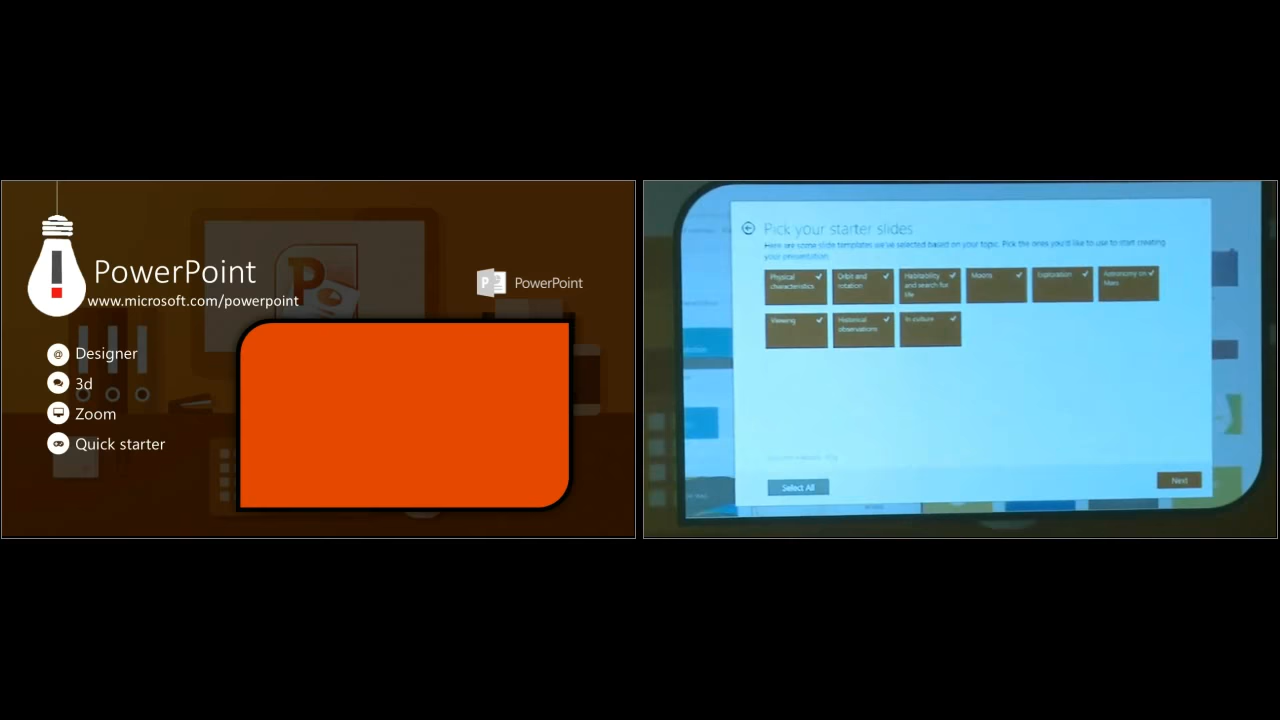 PowerPoint
www.microsoft.com/powerpoint
PowerPoint
@ Designer
3d
Zoom
Quick starter
Pick your starter slides
Here are some slide templates we've selected based on your topic. Pick the ones you'd like to use to start creating
your presentation.
Physical
characteristics
Orbit and
rotation
Habitability
and search for
life
Moons
Exploration
Astronomy on
Mars
Viewing
Historical
observations
In culture
Select All
Next